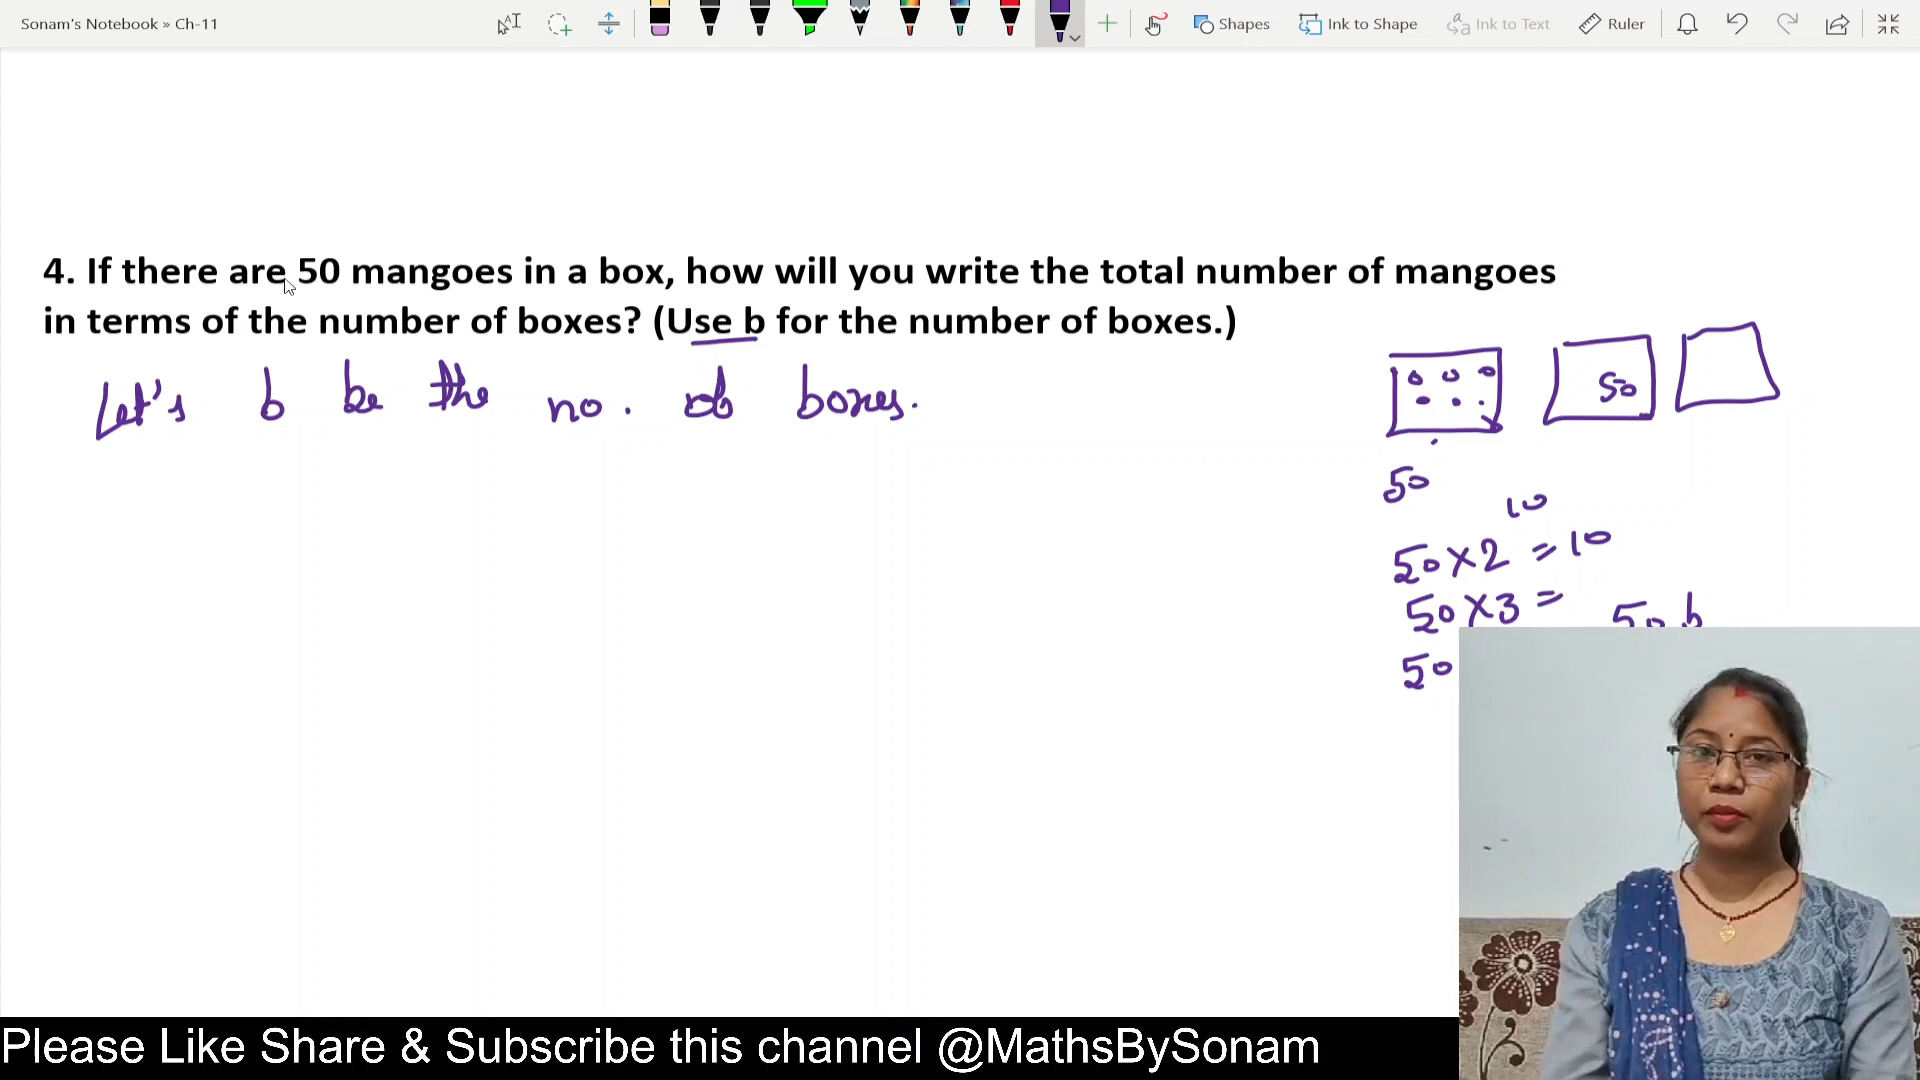 Sonam's Notebook » Ch-11
Shapes
Ink to Shape
Ink to Text
Ruler
4. If there are 50 mangoes in a box, how will you write the total number of mangoes
in terms of the number of boxes? (Use b for the number of boxes.)
Let's b be the no. of boxes.
50
50
10
50×2 = 10
50×3 =
50 b
50
Please Like Share & Subscribe this channel @MathsBySonam